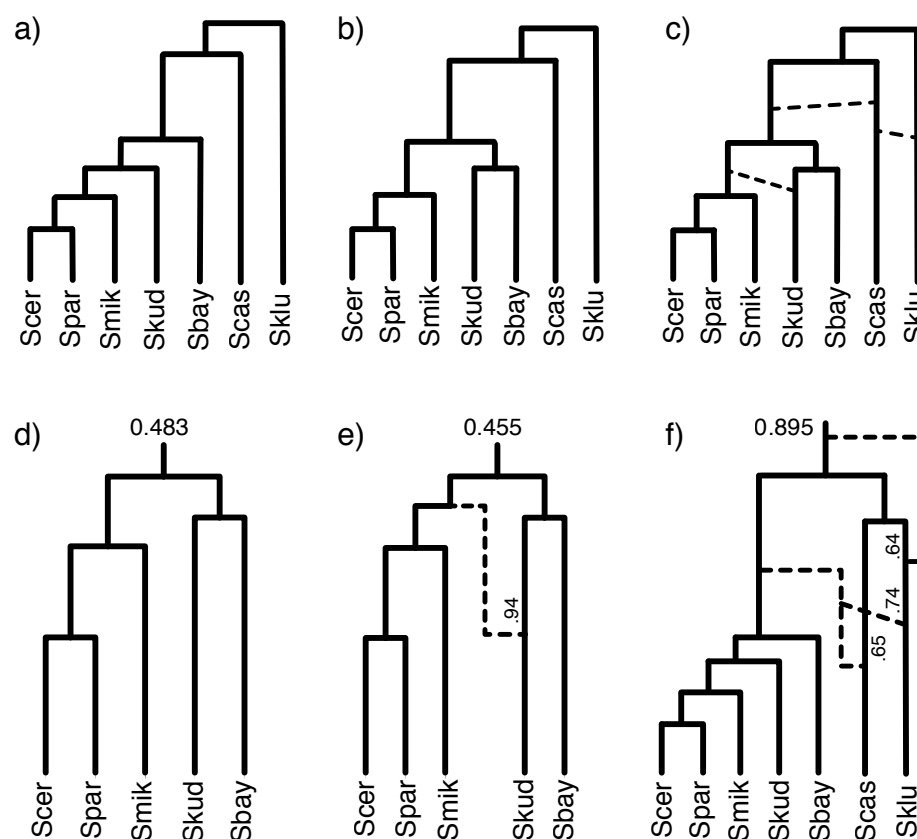 a) b) c)
Scer Spar Smik Skud Sbay Scas Sklu
Scer Spar Smik Skud Sbay Scas Sklu
Scer Spar Smik Skud Sbay Scas Sklu
d) 0.483 e) 0.455 f) 0.895
.94
.64
.74
.65
Scer Spar Smik Skud Sbay
Scer Spar Smik Skud Sbay
Scer Spar Smik Skud Sbay Scas Sklu